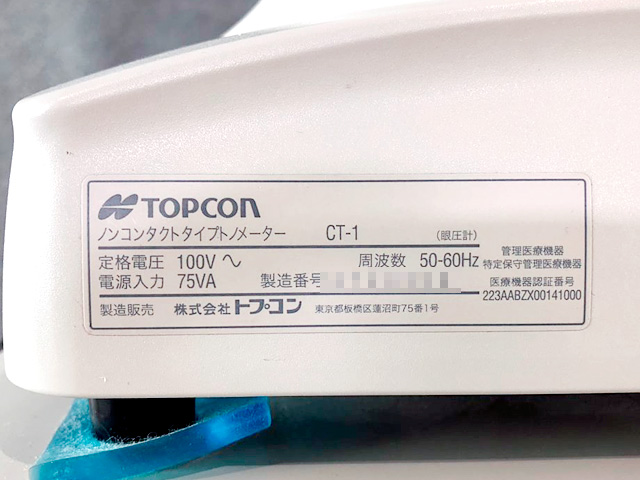 TOPCON
ノンコンタクトタイプトノメーター CT-1 (眼圧計)
定格電圧 100V ～ 周波数 50-60Hz
電源入力 75VA 製造番号
製造販売 株式会社トプコン 東京都板橋区蓮沼町75番1号
管理医療機器
特定保守管理医療機器
医療機器認証番号
223AABZX00141000